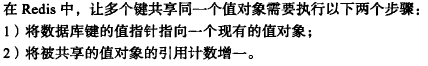 在 Redis 中，让多个键共享同一个值对象需要执行以下两个步骤：
1）将数据库键的值指针指向一个现有的值对象；
2）将被共享的值对象的引用计数增一。